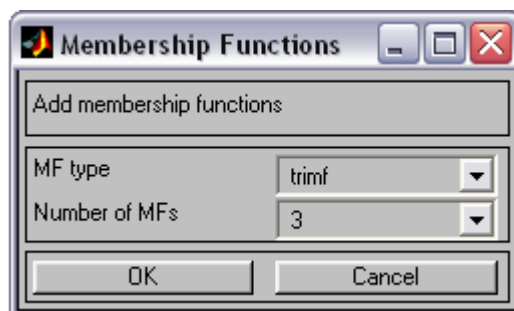 Membership Functions
Add membership functions
MF type
trimf
Number of MFs
3
OK
Cancel